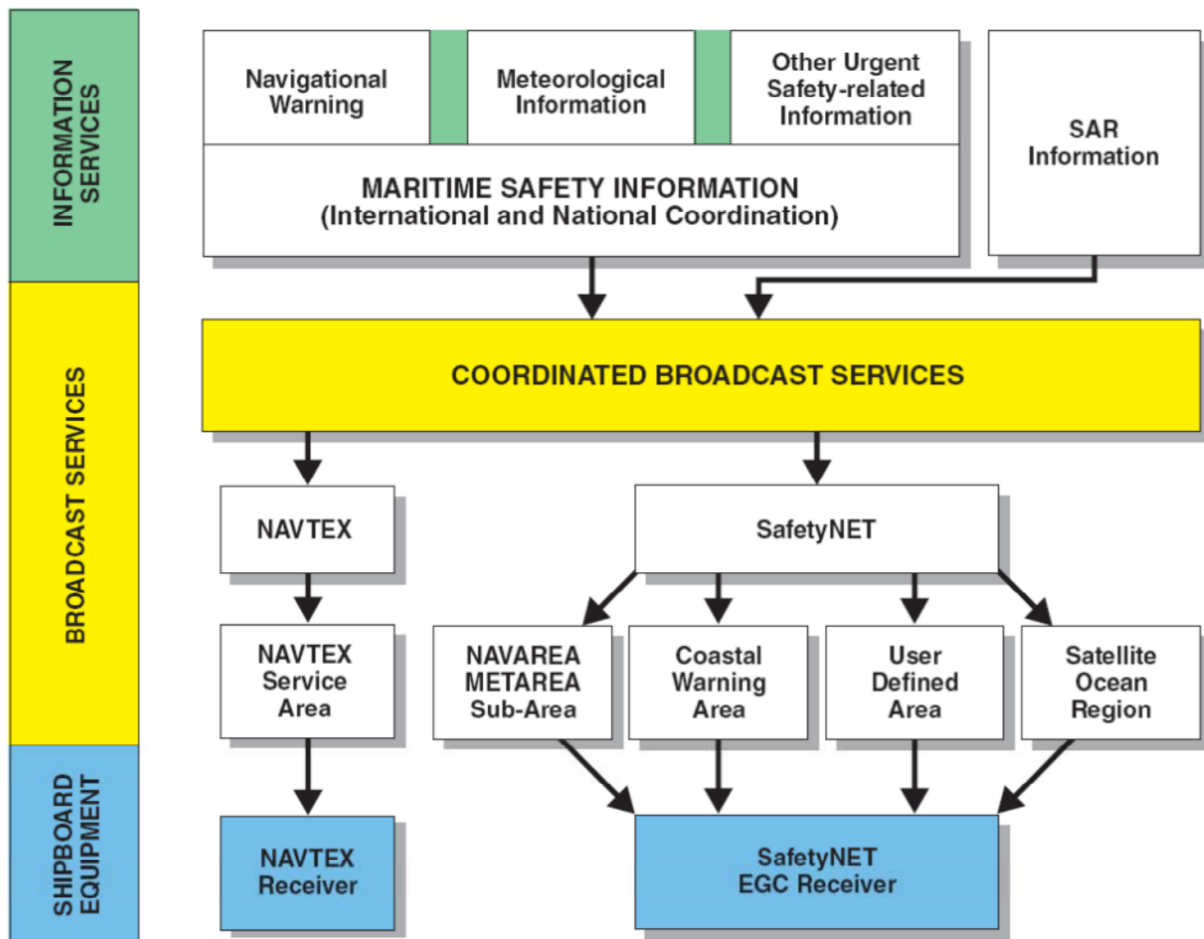 INFORMATION
SERVICES
Navigational
Warning
Meteorological
Information
Other Urgent
Safety-related
Information
SAR
Information
MARITIME SAFETY INFORMATION
(International and National Coordination)
BROADCAST SERVICES
COORDINATED BROADCAST SERVICES
NAVTEX
SafetyNET
NAVTEX
Service
Area
NAVAREA
METAREA
Sub-Area
Coastal
Warning
Area
User
Defined
Area
Satellite
Ocean
Region
SHIPBOARD
EQUIPMENT
NAVTEX
Receiver
SafetyNET
EGC Receiver